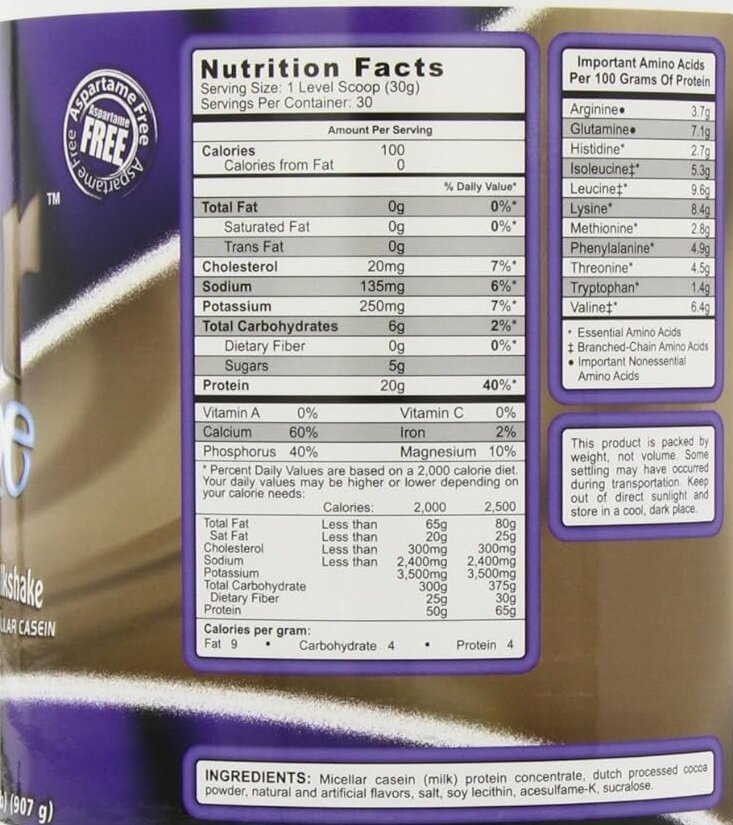 Aspartame Free Aspartame Free
Aspartame
FREE
TM
e
kshake
LAR CASEIN
(907 g)
Nutrition Facts
Serving Size: 1 Level Scoop (30g)
Servings Per Container: 30
Amount Per Serving
Calories 100
Calories from Fat 0
% Daily Value*
Total Fat 0g 0%*
Saturated Fat 0g 0%*
Trans Fat 0g
Cholesterol 20mg 7%*
Sodium 135mg 6%*
Potassium 250mg 7%*
Total Carbohydrates 6g 2%*
Dietary Fiber 0g 0%*
Sugars 5g
Protein 20g 40%*
Vitamin A 0% Vitamin C 0%
Calcium 60% Iron 2%
Phosphorus 40% Magnesium 10%
* Percent Daily Values are based on a 2,000 calorie diet.
Your daily values may be higher or lower depending on
your calorie needs:
Calories: 2,000 2,500
Total Fat Less than 65g 80g
Sat Fat Less than 20g 25g
Cholesterol Less than 300mg 300mg
Sodium Less than 2,400mg 2,400mg
Potassium 3,500mg 3,500mg
Total Carbohydrate 300g 375g
Dietary Fiber 25g 30g
Protein 50g 65g
Calories per gram:
Fat 9 • Carbohydrate 4 • Protein 4
Important Amino Acids
Per 100 Grams Of Protein
Arginine● 3.7g
Glutamine● 7.1g
Histidine* 2.7g
Isoleucine‡* 5.3g
Leucine‡* 9.6g
Lysine* 8.4g
Methionine* 2.8g
Phenylalanine* 4.9g
Threonine* 4.5g
Tryptophan* 1.4g
Valine‡* 6.4g
* Essential Amino Acids
‡ Branched-Chain Amino Acids
● Important Nonessential
Amino Acids
This product is packed by
weight, not volume. Some
settling may have occurred
during transportation. Keep
out of direct sunlight and
store in a cool, dark place.
INGREDIENTS: Micellar casein (milk) protein concentrate, dutch processed cocoa
powder, natural and artificial flavors, salt, soy lecithin, acesulfame-K, sucralose.